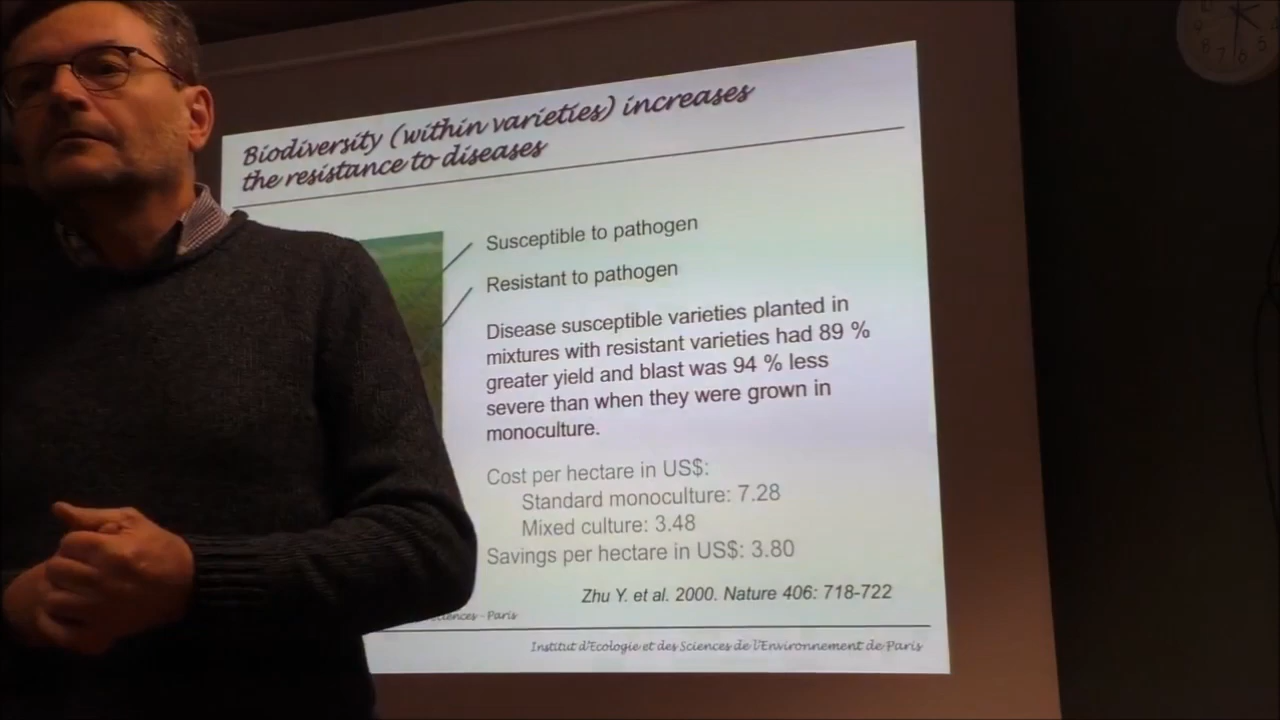 Biodiversity (within varieties) increases
the resistance to diseases
Susceptible to pathogen
Resistant to pathogen
Disease susceptible varieties planted in
mixtures with resistant varieties had 89 %
greater yield and blast was 94 % less
severe than when they were grown in
monoculture.
Cost per hectare in US$:
Standard monoculture: 7.28
Mixed culture: 3.48
Savings per hectare in US$: 3.80
Zhu Y. et al. 2000. Nature 406: 718-722
- Paris
Institut d'Ecologie et des Sciences de l'Environnement de Paris